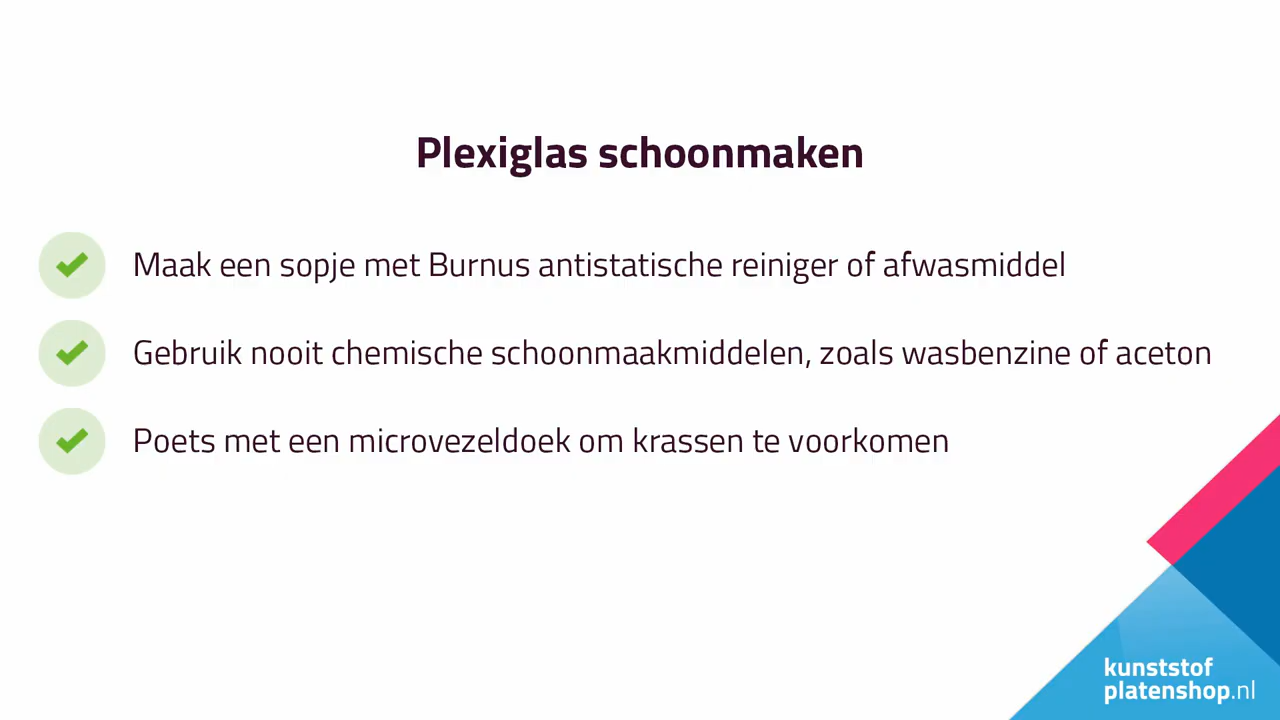 Plexiglas schoonmaken
Maak een sopje met Burnus antistatische reiniger of afwasmiddel
Gebruik nooit chemische schoonmaakmiddelen, zoals wasbenzine of aceton
Poets met een microvezeldoek om krassen te voorkomen
kunststof
platenshop.nl